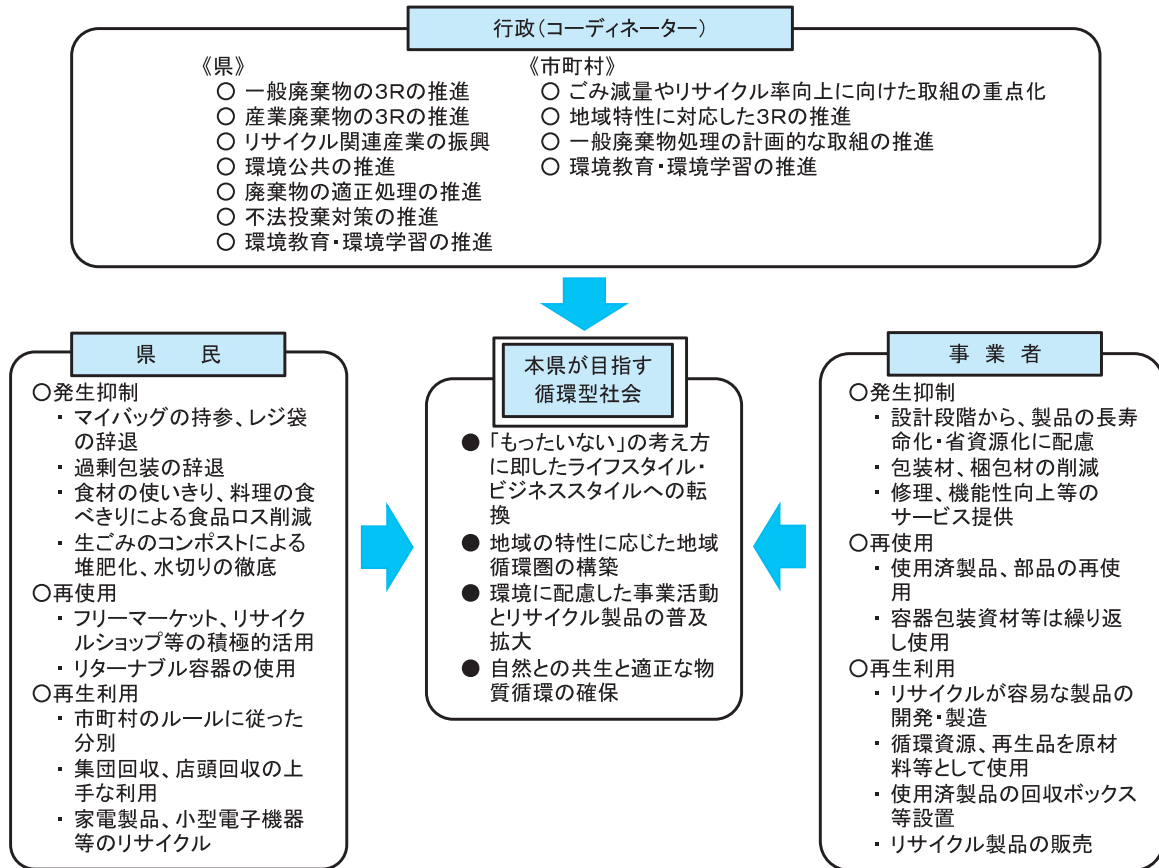 行政(コーディネーター)
《県》
○ 一般廃棄物の3Rの推進
○ 産業廃棄物の3Rの推進
○ リサイクル関連産業の振興
○ 環境公共の推進
○ 廃棄物の適正処理の推進
○ 不法投棄対策の推進
○ 環境教育・環境学習の推進
《市町村》
○ ごみ減量やリサイクル率向上に向けた取組の重点化
○ 地域特性に対応した3Rの推進
○ 一般廃棄物処理の計画的な取組の推進
○ 環境教育・環境学習の推進
県 民
○発生抑制
・ マイバッグの持参、レジ袋
の辞退
・ 過剰包装の辞退
・ 食材の使いきり、料理の食
べきりによる食品ロス削減
・ 生ごみのコンポストによる
堆肥化、水切りの徹底
○再使用
・ フリーマーケット、リサイク
ルショップ等の積極的活用
・ リターナブル容器の使用
○再生利用
・ 市町村のルールに従った
分別
・ 集団回収、店頭回収の上
手な利用
・ 家電製品、小型電子機器
等のリサイクル
本県が目指す
循環型社会
● 「もったいない」の考え方
に即したライフスタイル・
ビジネススタイルへの転
換
● 地域の特性に応じた地域
循環圏の構築
● 環境に配慮した事業活動
とリサイクル製品の普及
拡大
● 自然との共生と適正な物
質循環の確保
事 業 者
○発生抑制
・ 設計段階から、製品の長寿
命化・省資源化に配慮
・ 包装材、梱包材の削減
・ 修理、機能性向上等の
サービス提供
○再使用
・ 使用済製品、部品の再使
用
・ 容器包装資材等は繰り返
し使用
○再生利用
・ リサイクルが容易な製品の
開発・製造
・ 循環資源、再生品を原材
料等として使用
・ 使用済製品の回収ボックス
等設置
・ リサイクル製品の販売